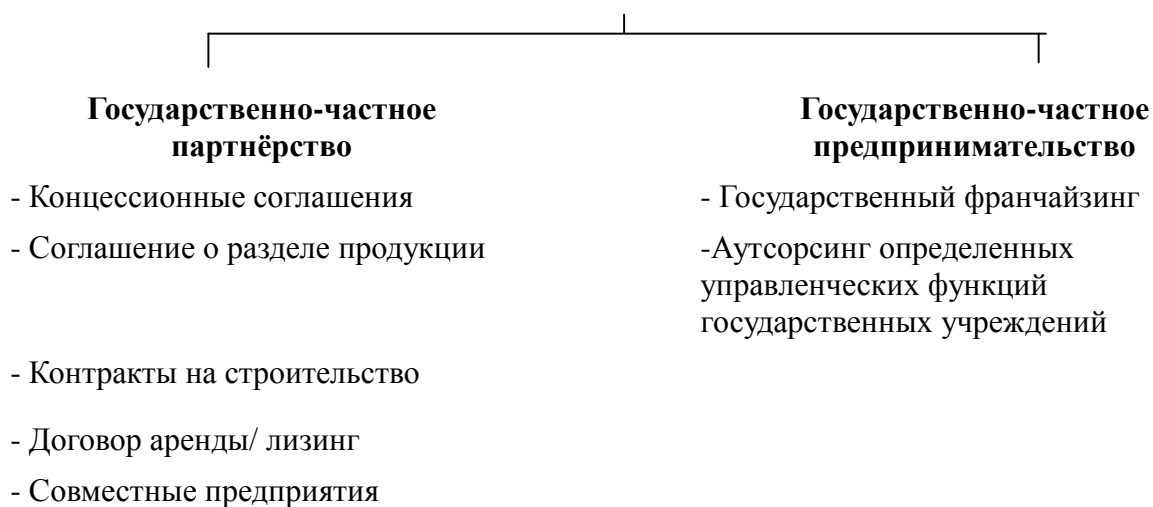 Государственно-частное
партнёрство
- Концессионные соглашения
- Соглашение о разделе продукции
- Контракты на строительство
- Договор аренды/ лизинг
- Совместные предприятия
Государственно-частное
предпринимательство
- Государственный франчайзинг
-Аутсорсинг определенных
управленческих функций
государственных учреждений